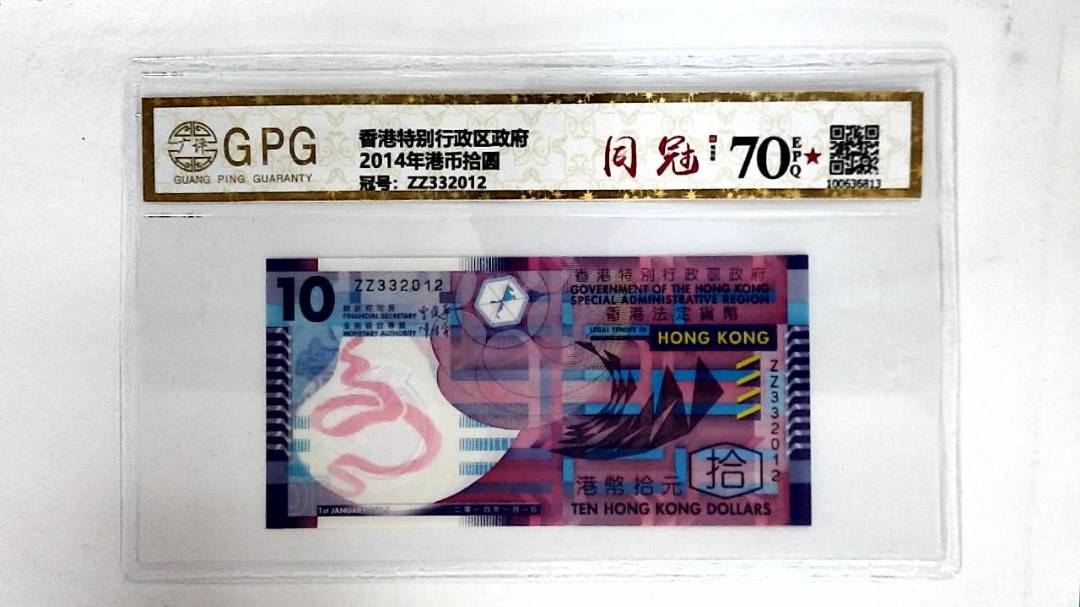 GPG
广评
GUANG PING GUARANTY
香港特别行政区政府
2014年港币拾圓
冠号：ZZ332012
同冠
70
EPQ
100636813
10
ZZ332012
財政司司長
FINANCIAL SECRETARY
金融管理專員
MONETARY AUTHORITY
香港特別行政區政府
GOVERNMENT OF THE HONG KONG
SPECIAL ADMINISTRATIVE REGION
香港法定貨幣
LEGAL TENDER IN
HONG KONG
ZZ332012
拾
港幣拾元
TEN HONG KONG DOLLARS
1st JANUARY
二零一四年一月一日